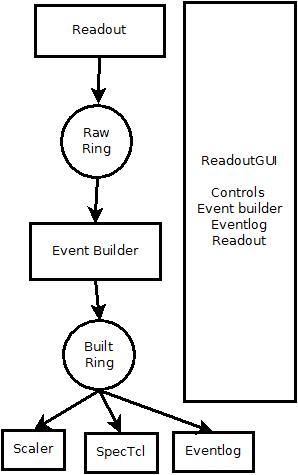 Readout
Raw
Ring
Event Builder
Built
Ring
Scaler
SpecTcl
Eventlog
ReadoutGUI
Controls
Event builder
Eventlog
Readout